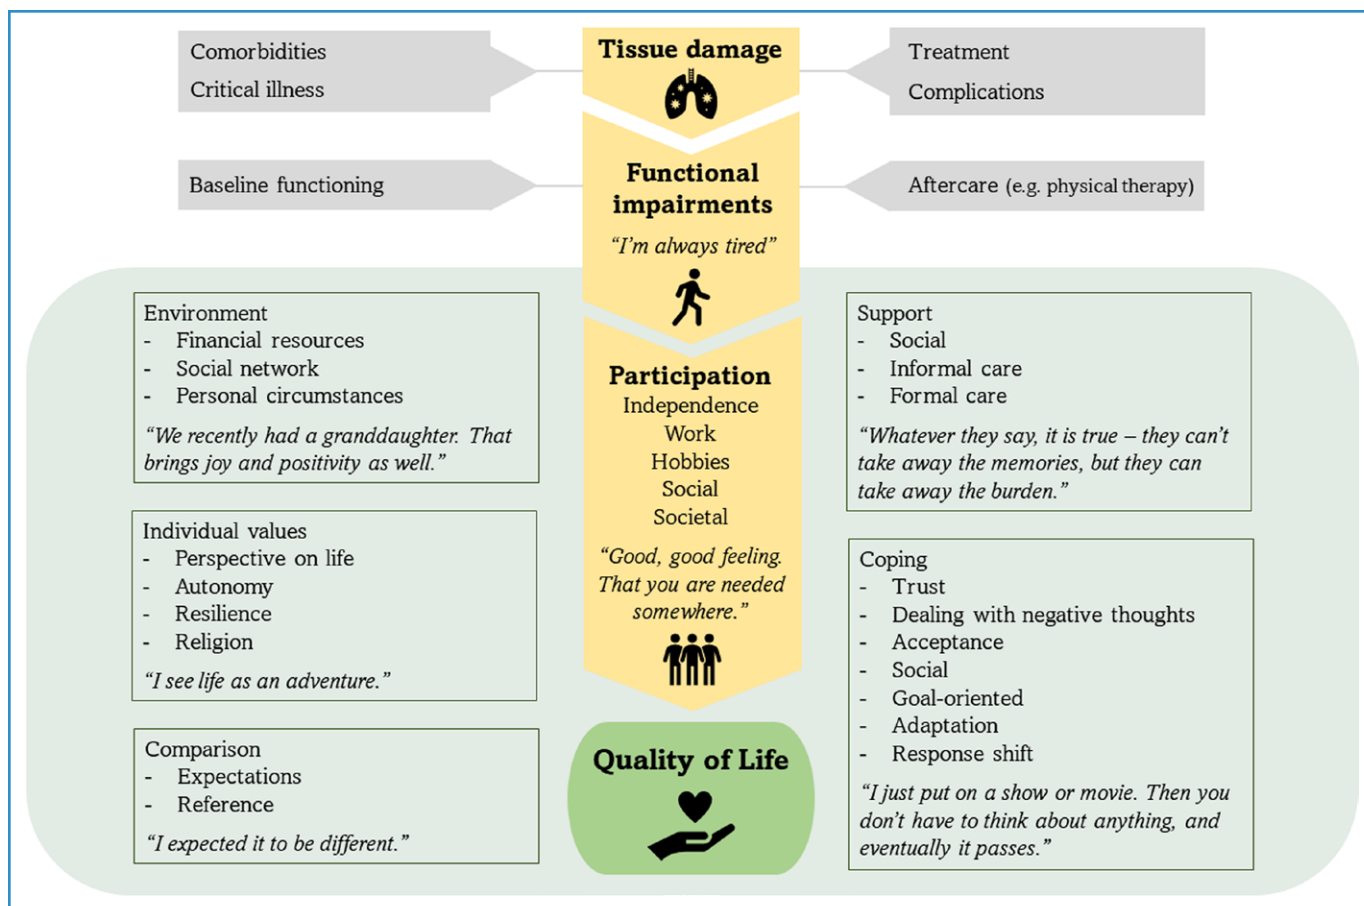 Comorbidities
Critical illness
Tissue damage
Treatment
Complications
Baseline functioning
Functional
impairments
"I'm always tired"
Aftercare (e.g. physical therapy)
Environment
- Financial resources
- Social network
- Personal circumstances
"We recently had a granddaughter. That
brings joy and positivity as well."
Individual values
- Perspective on life
- Autonomy
- Resilience
- Religion
"I see life as an adventure."
Comparison
- Expectations
- Reference
"I expected it to be different."
Participation
Independence
Work
Hobbies
Social
Societal
"Good, good feeling.
That you are needed
somewhere."
Quality of Life
Support
- Social
- Informal care
- Formal care
"Whatever they say, it is true – they can't
take away the memories, but they can
take away the burden."
Coping
- Trust
- Dealing with negative thoughts
- Acceptance
- Social
- Goal-oriented
- Adaptation
- Response shift
"I just put on a show or movie. Then you
don't have to think about anything, and
eventually it passes."